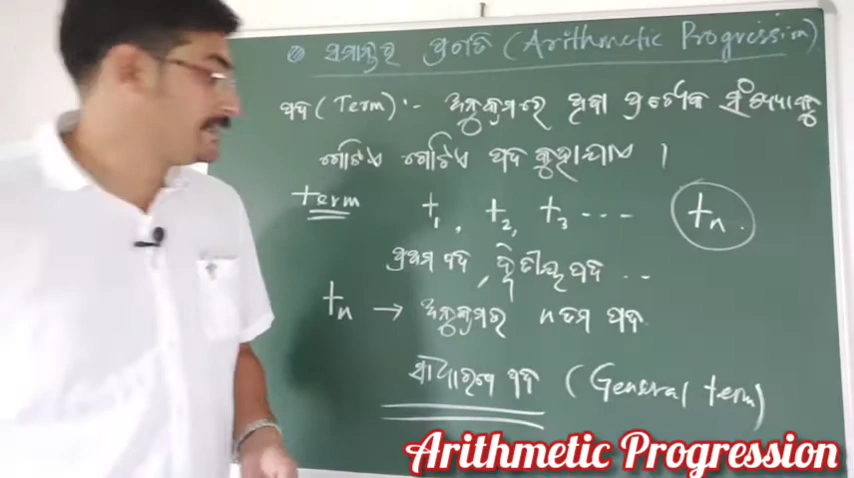 ସମାନ୍ତର ପ୍ରଗତି (Arithmetic Progression)
ପଦ (Term) :- ଅନୁକ୍ରମରେ ଥିବା ପ୍ରତ୍ୟେକ ସଂଖ୍ୟାକୁ
ଗୋଟିଏ ଗୋଟିଏ ପଦ କୁହାଯାଏ ।
term t₁, t₂, t₃ --- tₙ.
ପ୍ରଥମ ପଦ, ଦ୍ୱିତୀୟ ପଦ ..
tₙ → ଅନୁକ୍ରମର n ତମ ପଦ
ସାଧାରଣ ପଦ (General term)
Arithmetic Progression